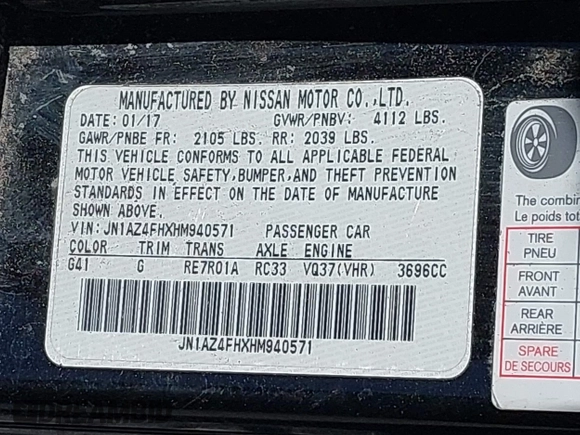 MANUFACTURED BY NISSAN MOTOR CO.,LTD.
DATE: 01/17 GVWR/PNBV: 4112 LBS.
GAWR/PNBE FR: 2105 LBS. RR: 2039 LBS.
THIS VEHICLE CONFORMS TO ALL APPLICABLE FEDERAL
MOTOR VEHICLE SAFETY,BUMPER,AND THEFT PREVENTION
STANDARDS IN EFFECT ON THE DATE OF MANUFACTURE
SHOWN ABOVE.
VIN: JN1AZ4FHXHM940571 PASSENGER CAR
COLOR TRIM TRANS AXLE ENGINE
G41 G RE7R01A RC33 VQ37(VHR) 3696CC
JN1AZ4FHXHM940571
The combin
Le poids tot
TIRE
PNEU
FRONT
AVANT
REAR
ARRIÈRE
SPARE
DE SECOURS